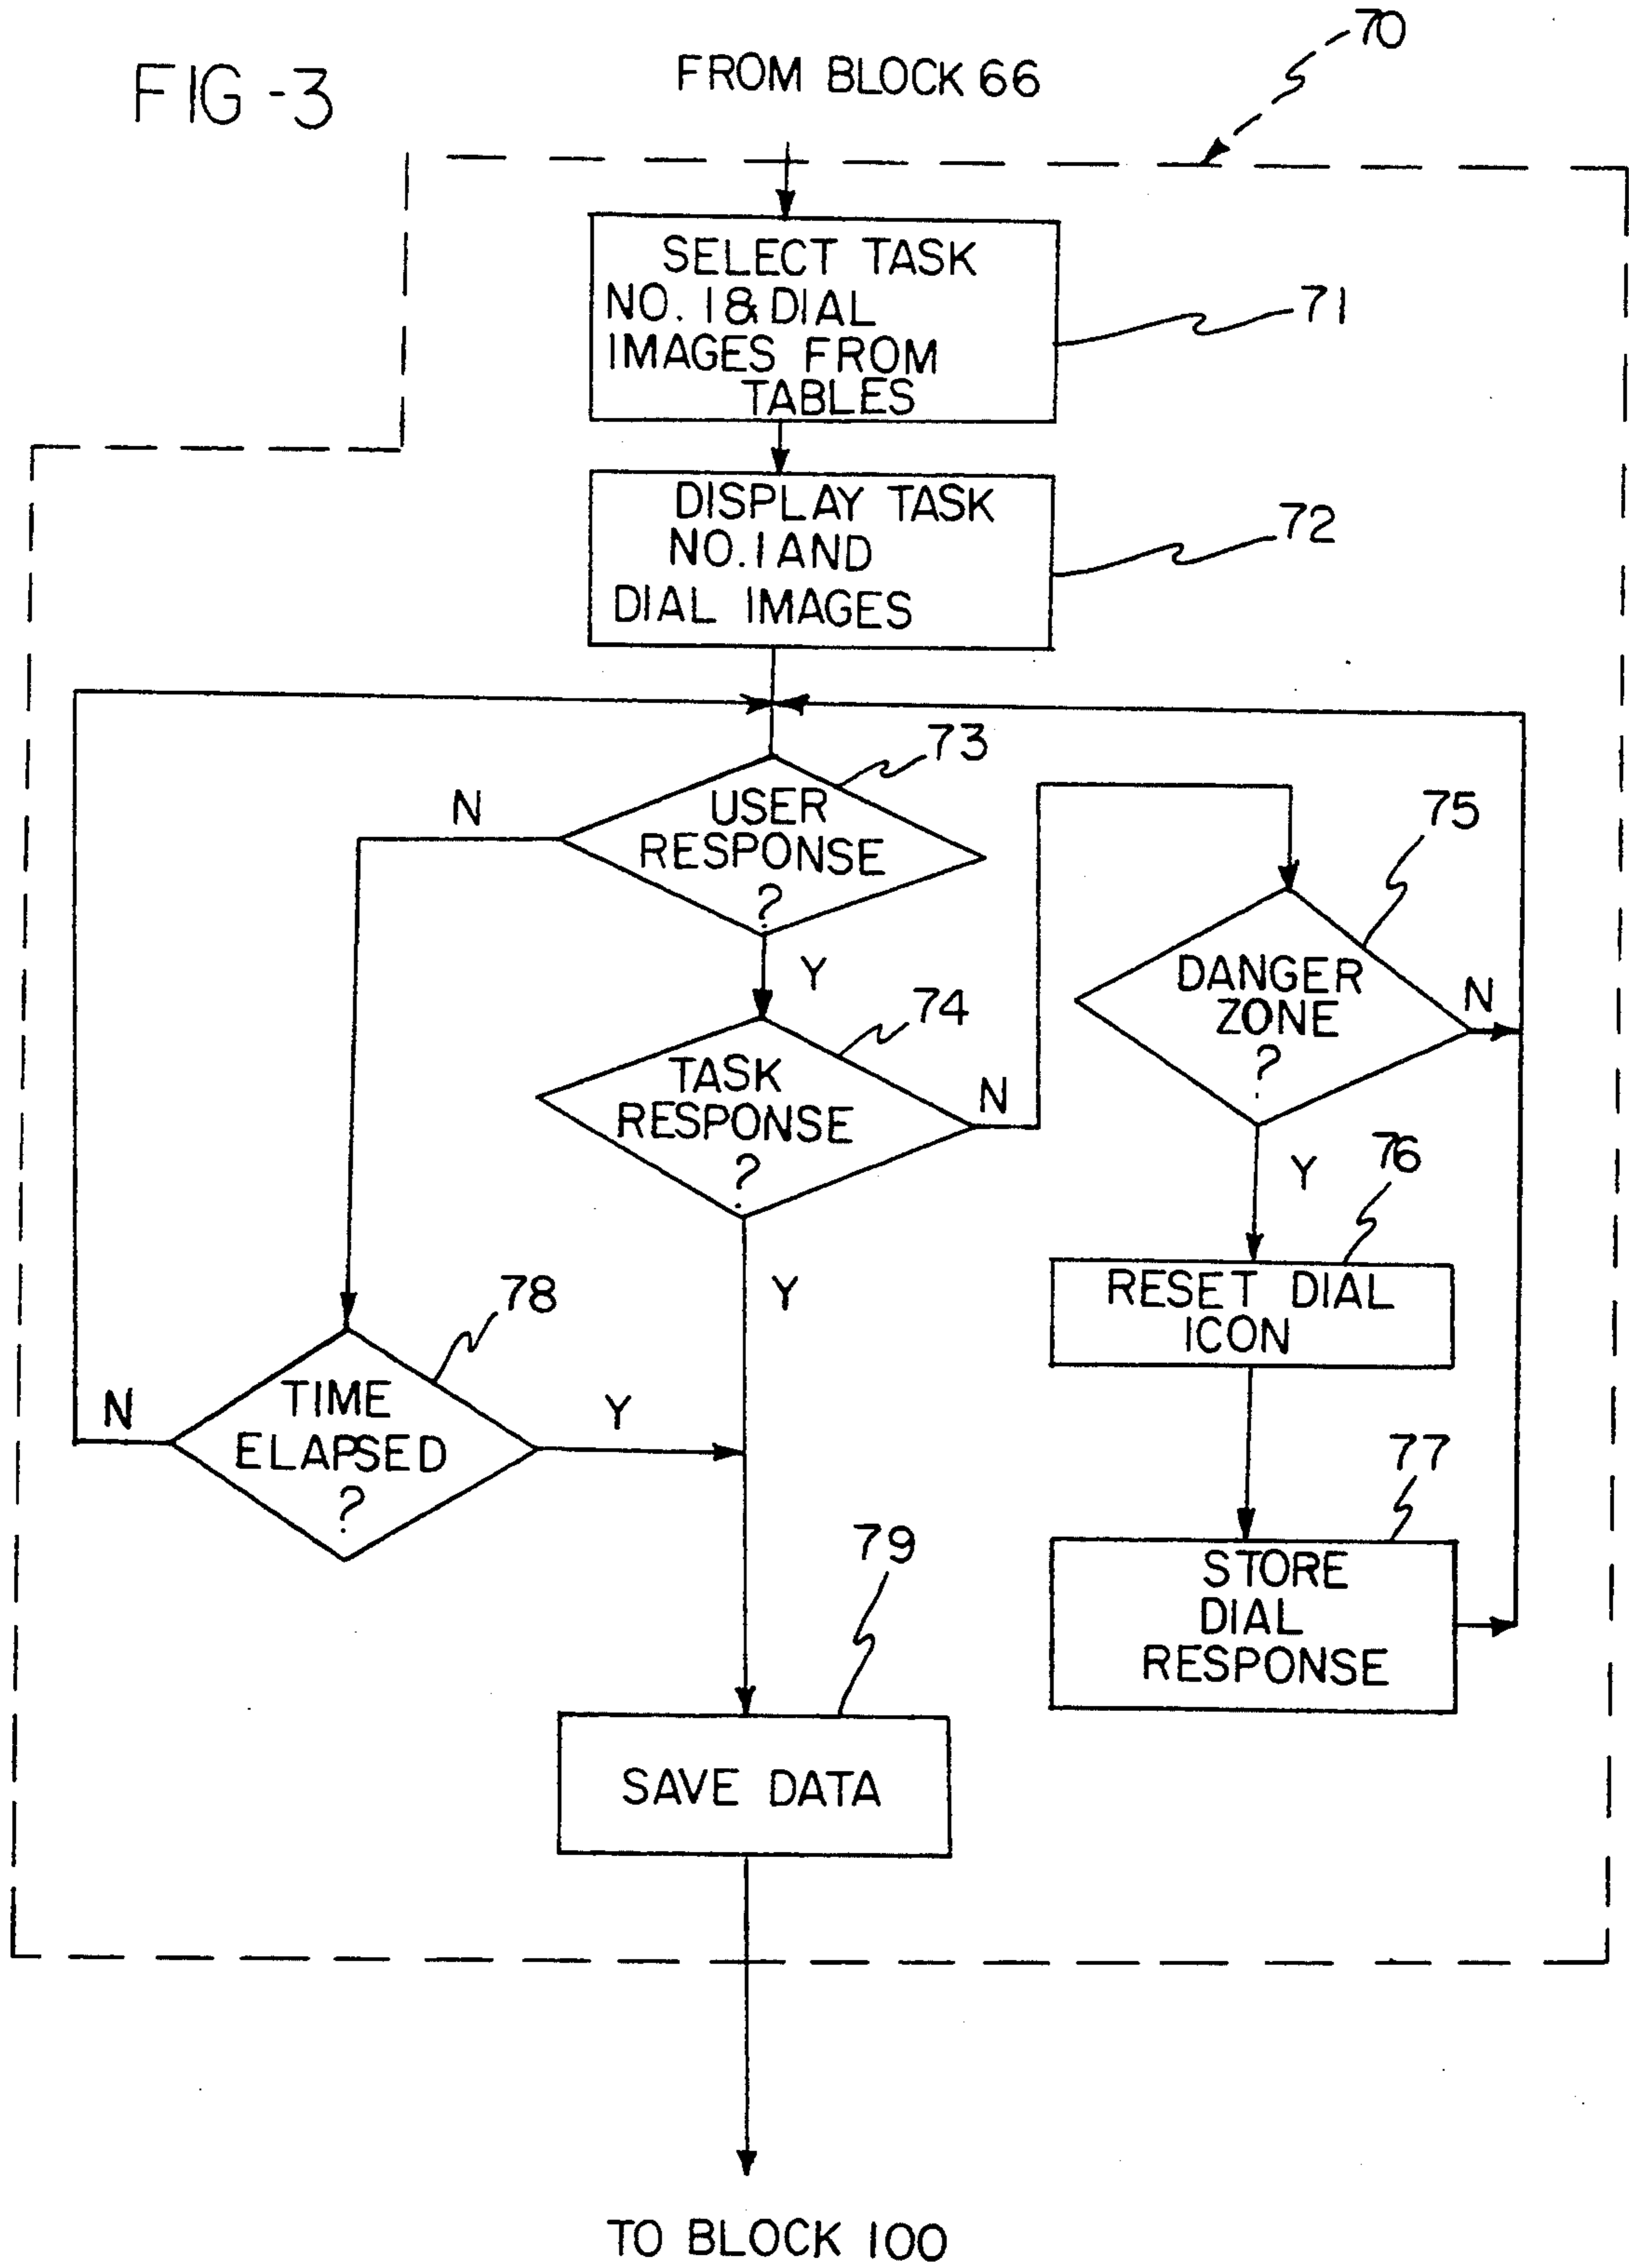 FIG-3
FROM BLOCK 66
70
SELECT TASK
NO. 1 & DIAL
IMAGES FROM
TABLES
71
DISPLAY TASK
NO. 1 AND
DIAL IMAGES
72
73
USER
RESPONSE
?
N
Y
74
TASK
RESPONSE
?
N
Y
75
DANGER
ZONE
?
N
Y
76
RESET DIAL
ICON
77
STORE
DIAL
RESPONSE
78
TIME
ELAPSED
?
N
Y
79
SAVE DATA
TO BLOCK 100